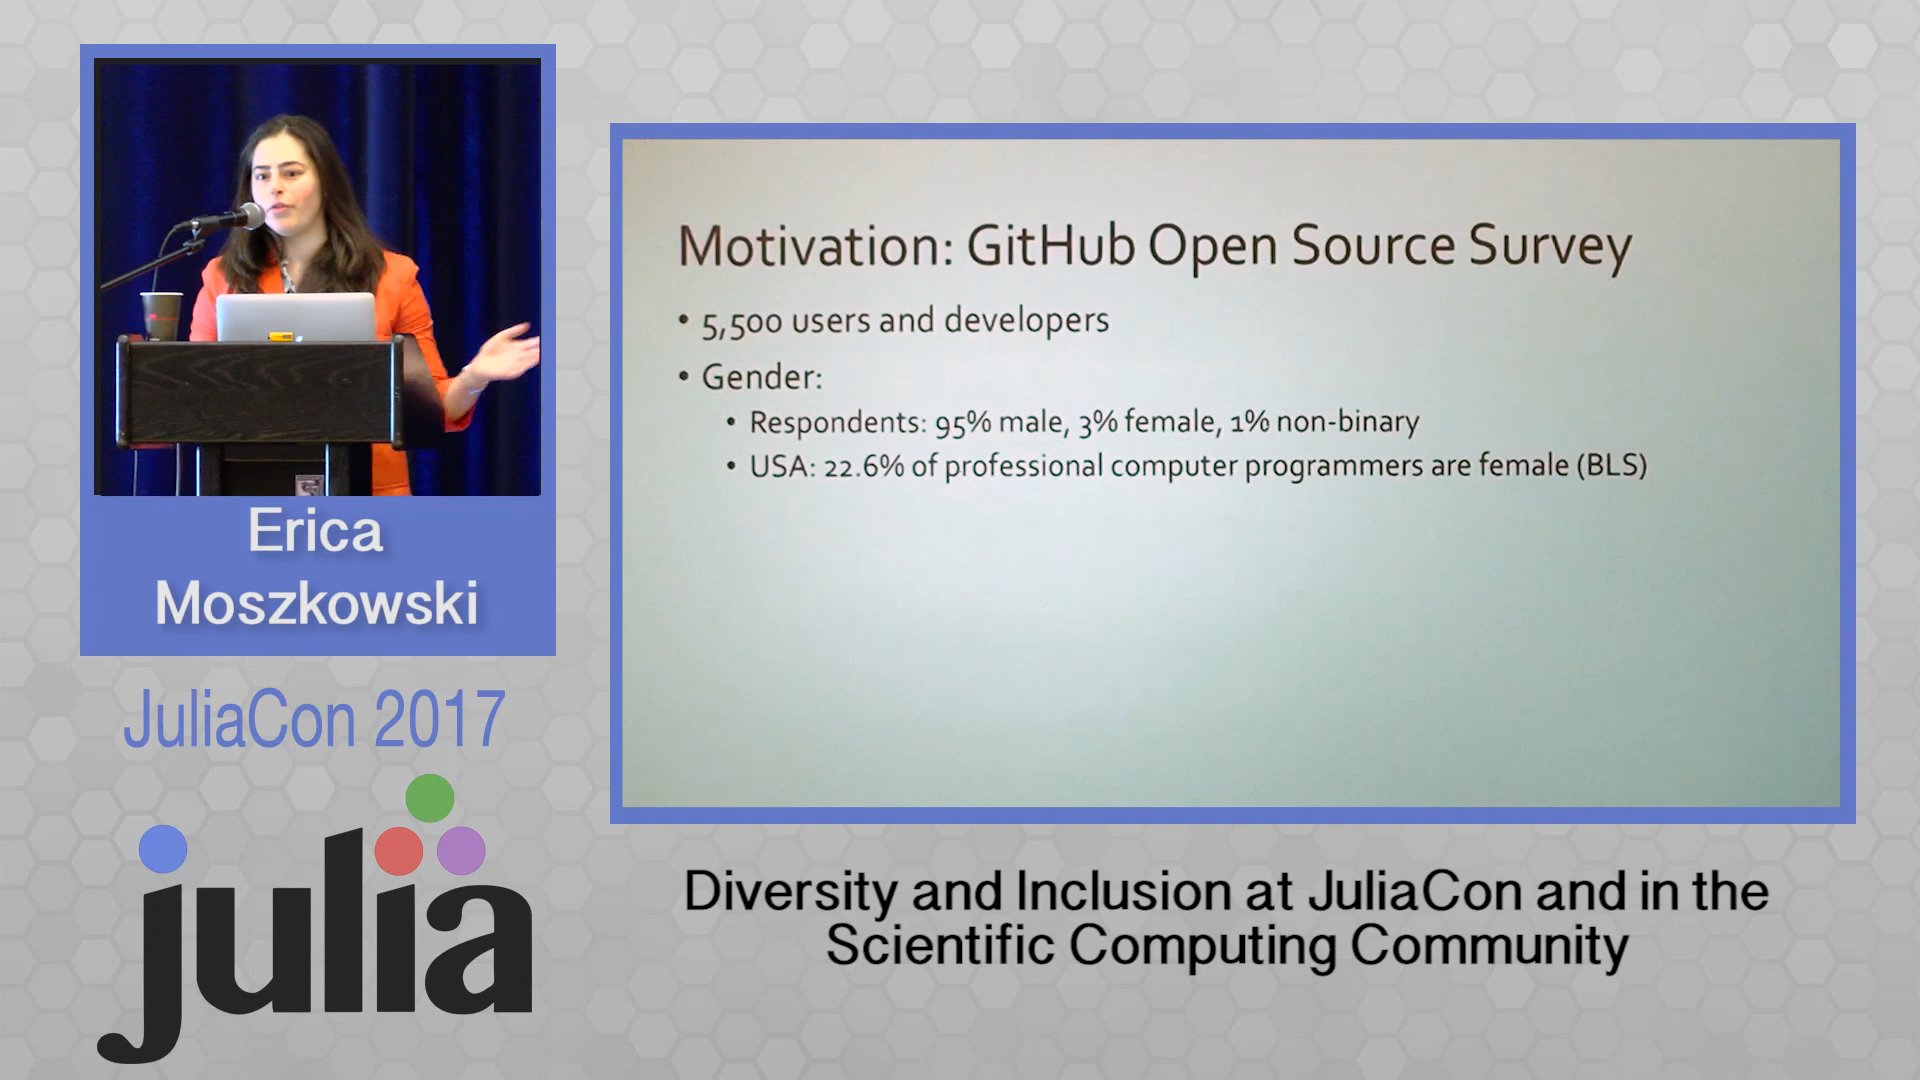 Erica
Moszkowski
JuliaCon 2017
julia
Motivation: GitHub Open Source Survey
• 5,500 users and developers
• Gender:
• Respondents: 95% male, 3% female, 1% non-binary
• USA: 22.6% of professional computer programmers are female (BLS)
Diversity and Inclusion at JuliaCon and in the
Scientific Computing Community